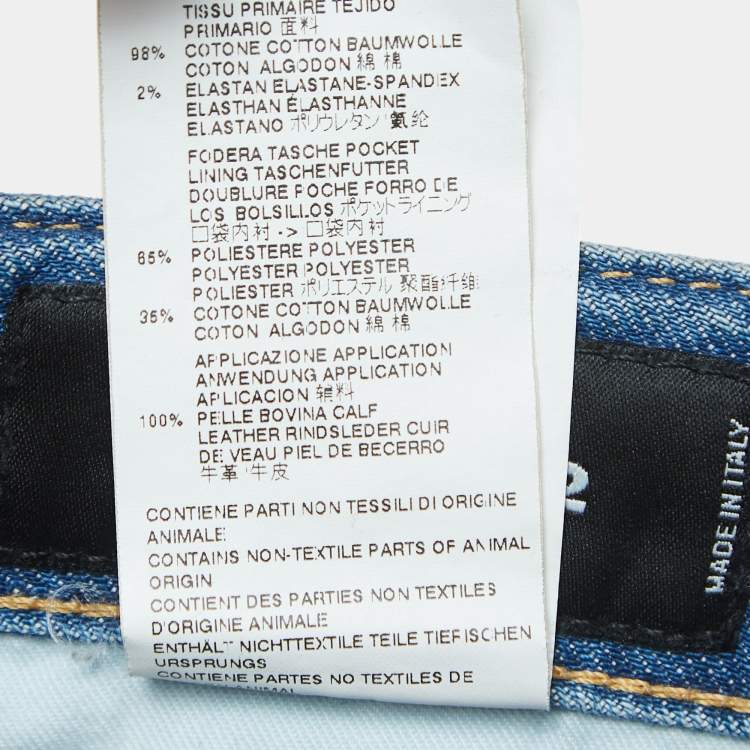 TISSU PRIMAIRE TEJIDO
PRIMARIO 面料
98% COTONE COTTON BAUMWOLLE
COTON ALGODON 綿 棉
2% ELASTAN ELASTANE-SPANDEX
ELASTHAN ÉLASTHANNE
ELASTANO ポリウレタン 氨纶
FODERA TASCHE POCKET
LINING TASCHENFUTTER
DOUBLURE POCHE FORRO DE
LOS BOLSILLOS ポケットライニング
口袋内衬 -> 口袋内衬
65% POLIESTERE POLYESTER
POLYESTER POLYESTER
POLIESTER ポリエステル 聚酯纤维
35% COTONE COTTON BAUMWOLLE
COTON ALGODON 綿 棉
APPLICAZIONE APPLICATION
ANWENDUNG APPLICATION
APLICACION 辅料
100% PELLE BOVINA CALF
LEATHER RINDSLEDER CUIR
DE VEAU PIEL DE BECERRO
牛革 牛皮
CONTIENE PARTI NON TESSILI DI ORIGINE
ANIMALE
CONTAINS NON-TEXTILE PARTS OF ANIMAL
ORIGIN
CONTIENT DES PARTIES NON TEXTILES
D'ORIGINE ANIMALE
ENTHÄLT NICHTTEXTILE TEILE TIERISCHEN
URSPRUNGS
CONTIENE PARTES NO TEXTILES DE
ANIMAL
MADE IN ITALY